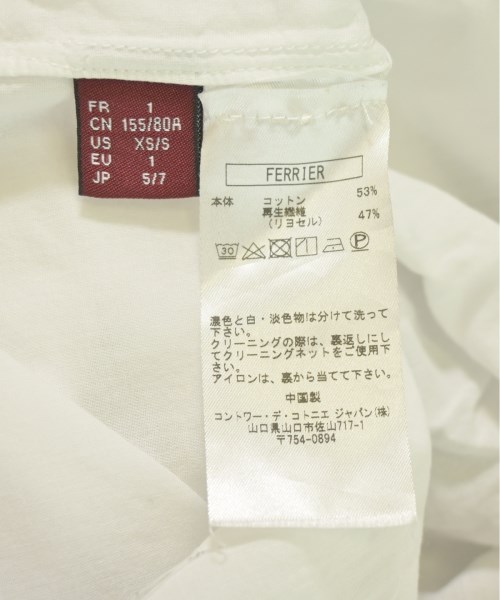 FR 1
CN 155/80A
US XS/S
EU 1
JP 5/7
FERRIER
本体 コットン 53%
再生繊維 47%
(リヨセル)
30
濃色と白・淡色物は分けて洗って
下さい。
クリーニングの際は、裏返しにし
てクリーニングネットをご使用下
さい。
アイロンは、裏から当てて下さい。
中国製
コントワー・デ・コトニエ ジャパン(株)
山口県山口市佐山717-1
〒754-0894